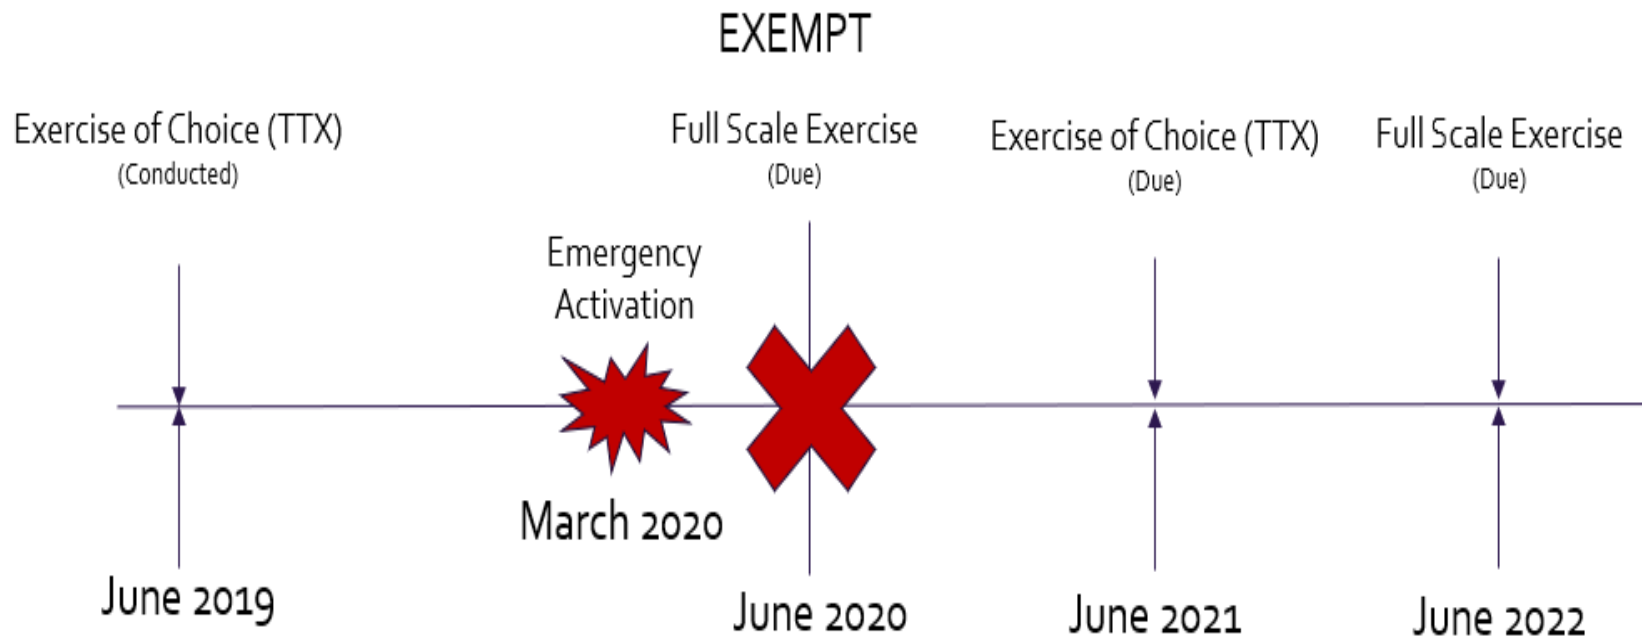 EXEMPT
Exercise of Choice (TTX)
(Conducted)
Full Scale Exercise
(Due)
Exercise of Choice (TTX)
(Due)
Full Scale Exercise
(Due)
Emergency
Activation
March 2020
June 2019
June 2020
June 2021
June 2022